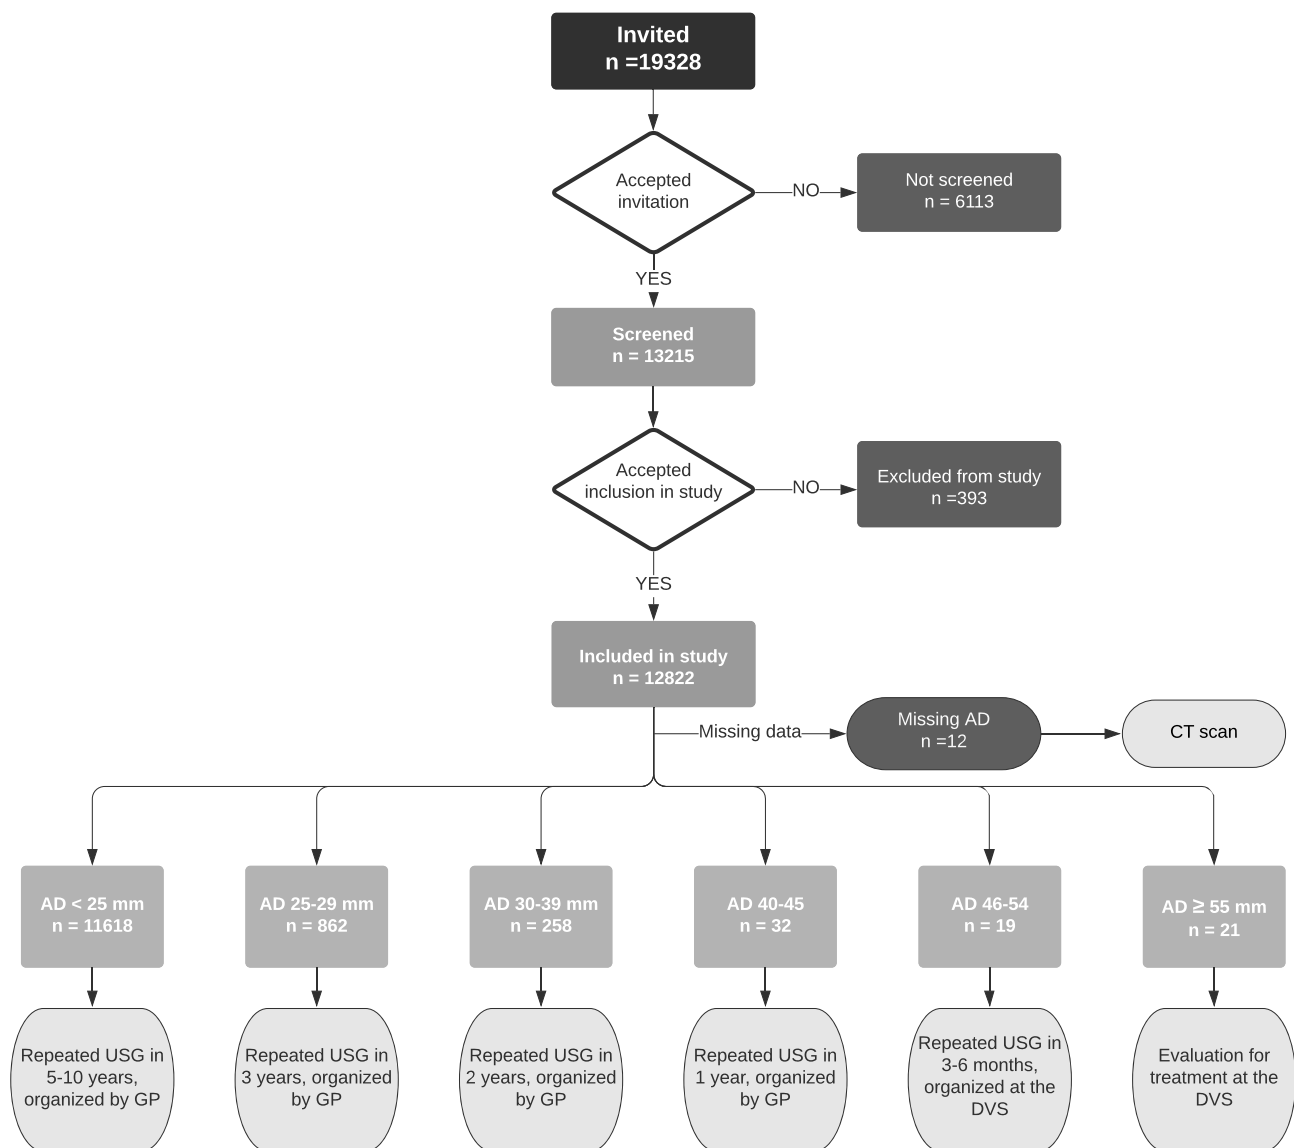 Invited
n =19328
Accepted
invitation
NO
Not screened
n = 6113
YES
Screened
n = 13215
Accepted
inclusion in study
NO
Excluded from study
n =393
YES
Included in study
n = 12822
Missing data
Missing AD
n =12
CT scan
AD < 25 mm
n = 11618
AD 25-29 mm
n = 862
AD 30-39 mm
n = 258
AD 40-45
n = 32
AD 46-54
n = 19
AD ≥ 55 mm
n = 21
Repeated USG in
5-10 years,
organized by GP
Repeated USG in
3 years, organized
by GP
Repeated USG in
2 years, organized
by GP
Repeated USG in
1 year, organized
by GP
Repeated USG in
3-6 months,
organized at the
DVS
Evaluation for
treatment at the
DVS